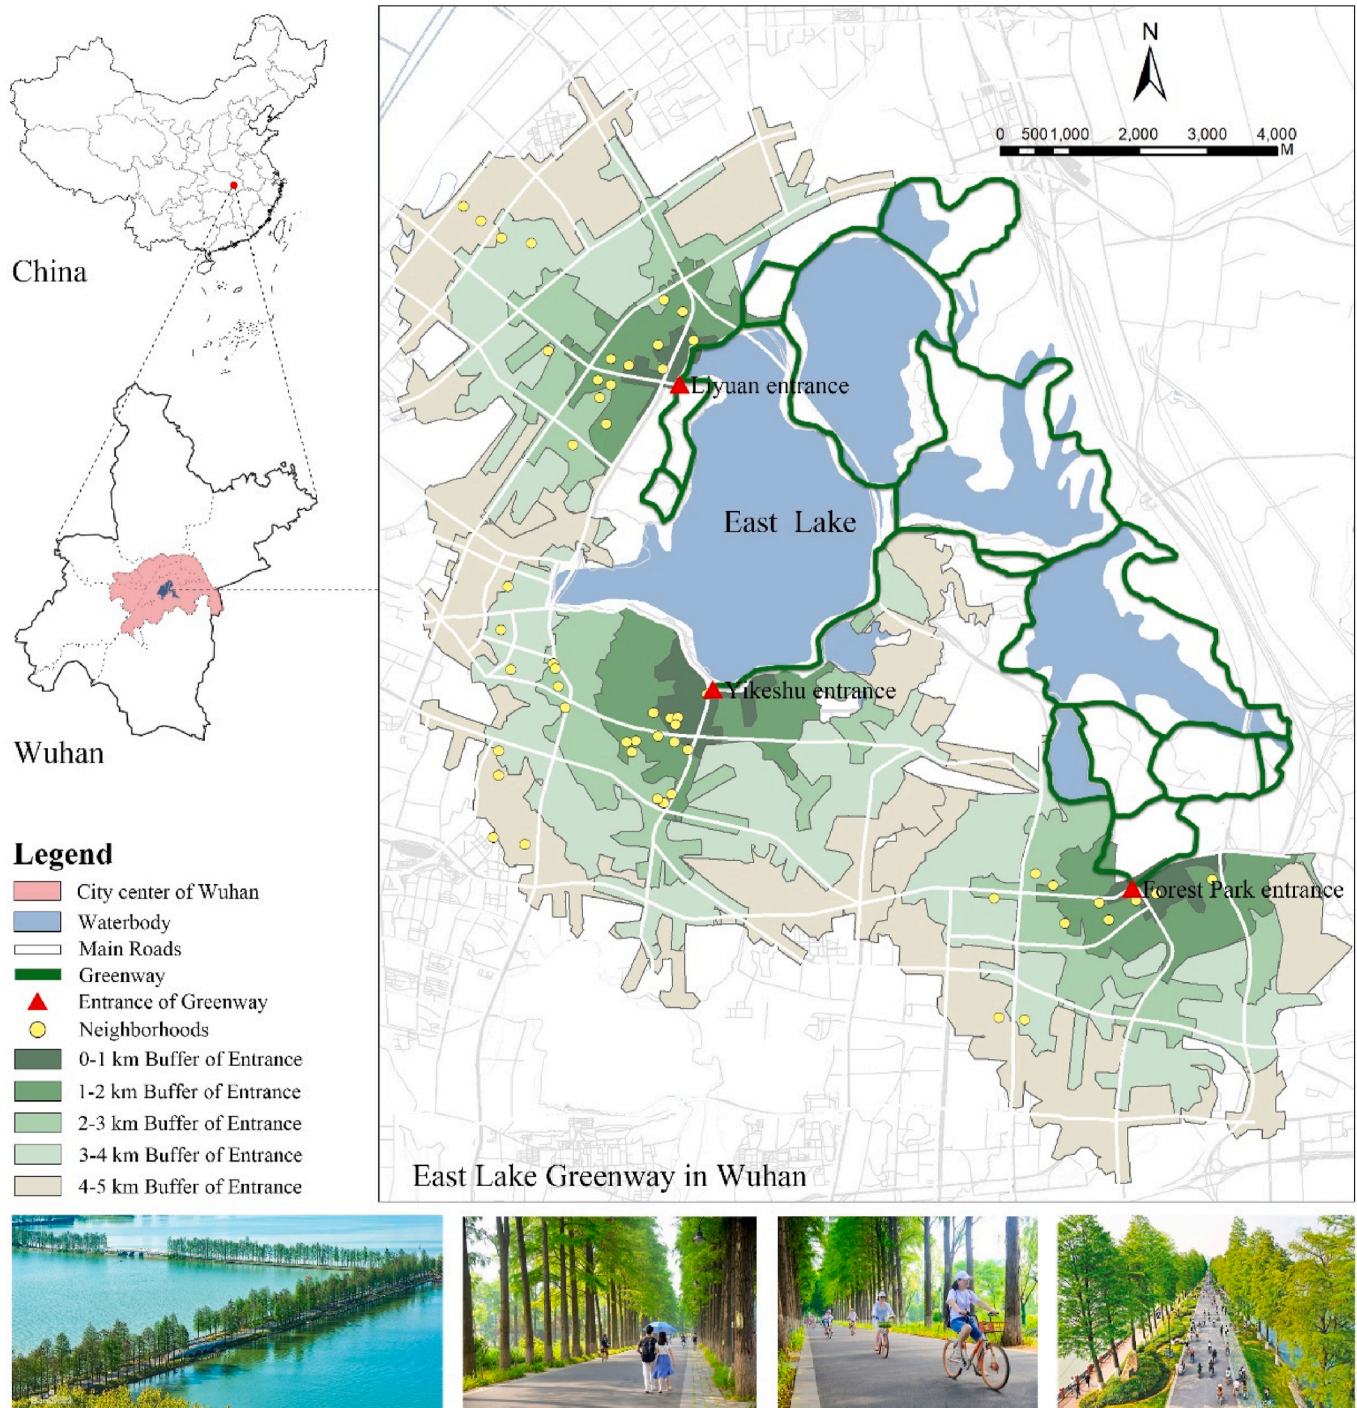 China
Wuhan
Legend
City center of Wuhan
Waterbody
Main Roads
Greenway
Entrance of Greenway
Neighborhoods
0-1 km Buffer of Entrance
1-2 km Buffer of Entrance
2-3 km Buffer of Entrance
3-4 km Buffer of Entrance
4-5 km Buffer of Entrance
N
0 500 1,000 2,000 3,000 4,000
M
Liyuan entrance
East Lake
Yikeshu entrance
Forest Park entrance
East Lake Greenway in Wuhan